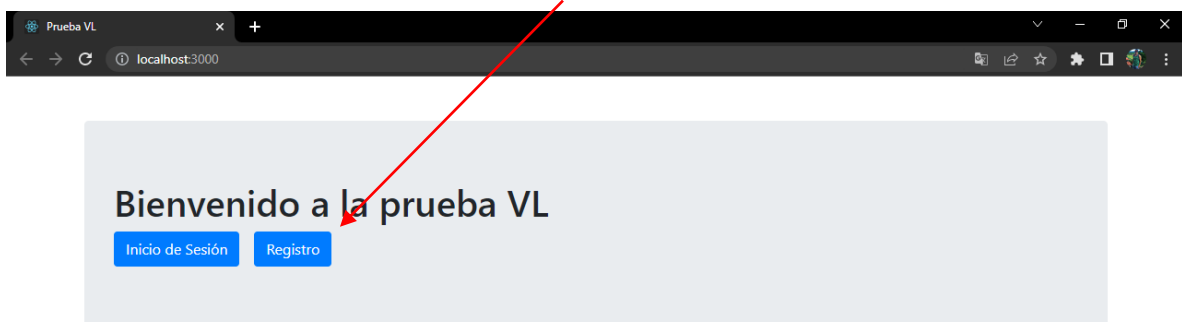 Prueba VL
localhost:3000
Bienvenido a la prueba VL
Inicio de Sesión Registro